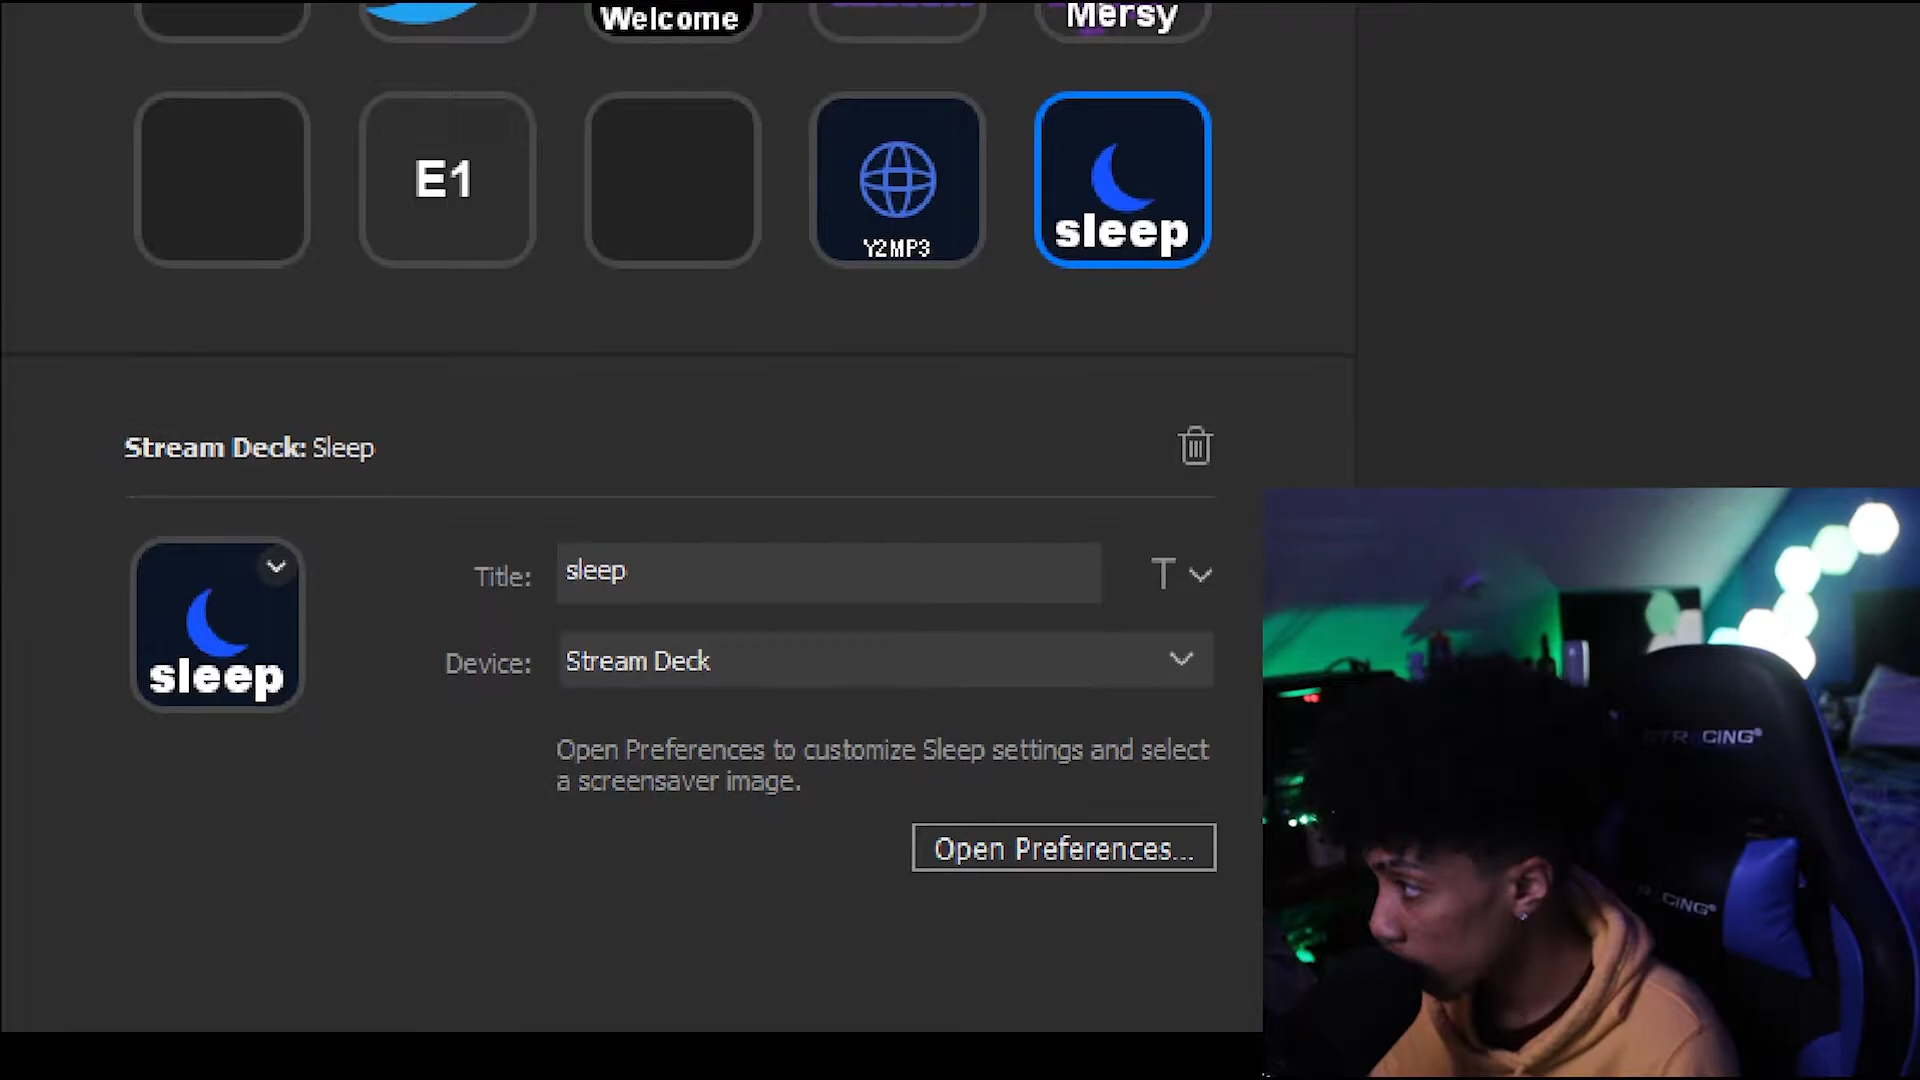 Welcome
Mersy
E1
Y2MP3
sleep
Stream Deck: Sleep
Title:
sleep
T
Device:
Stream Deck
sleep
Open Preferences to customize Sleep settings and select
a screensaver image.
Open Preferences...